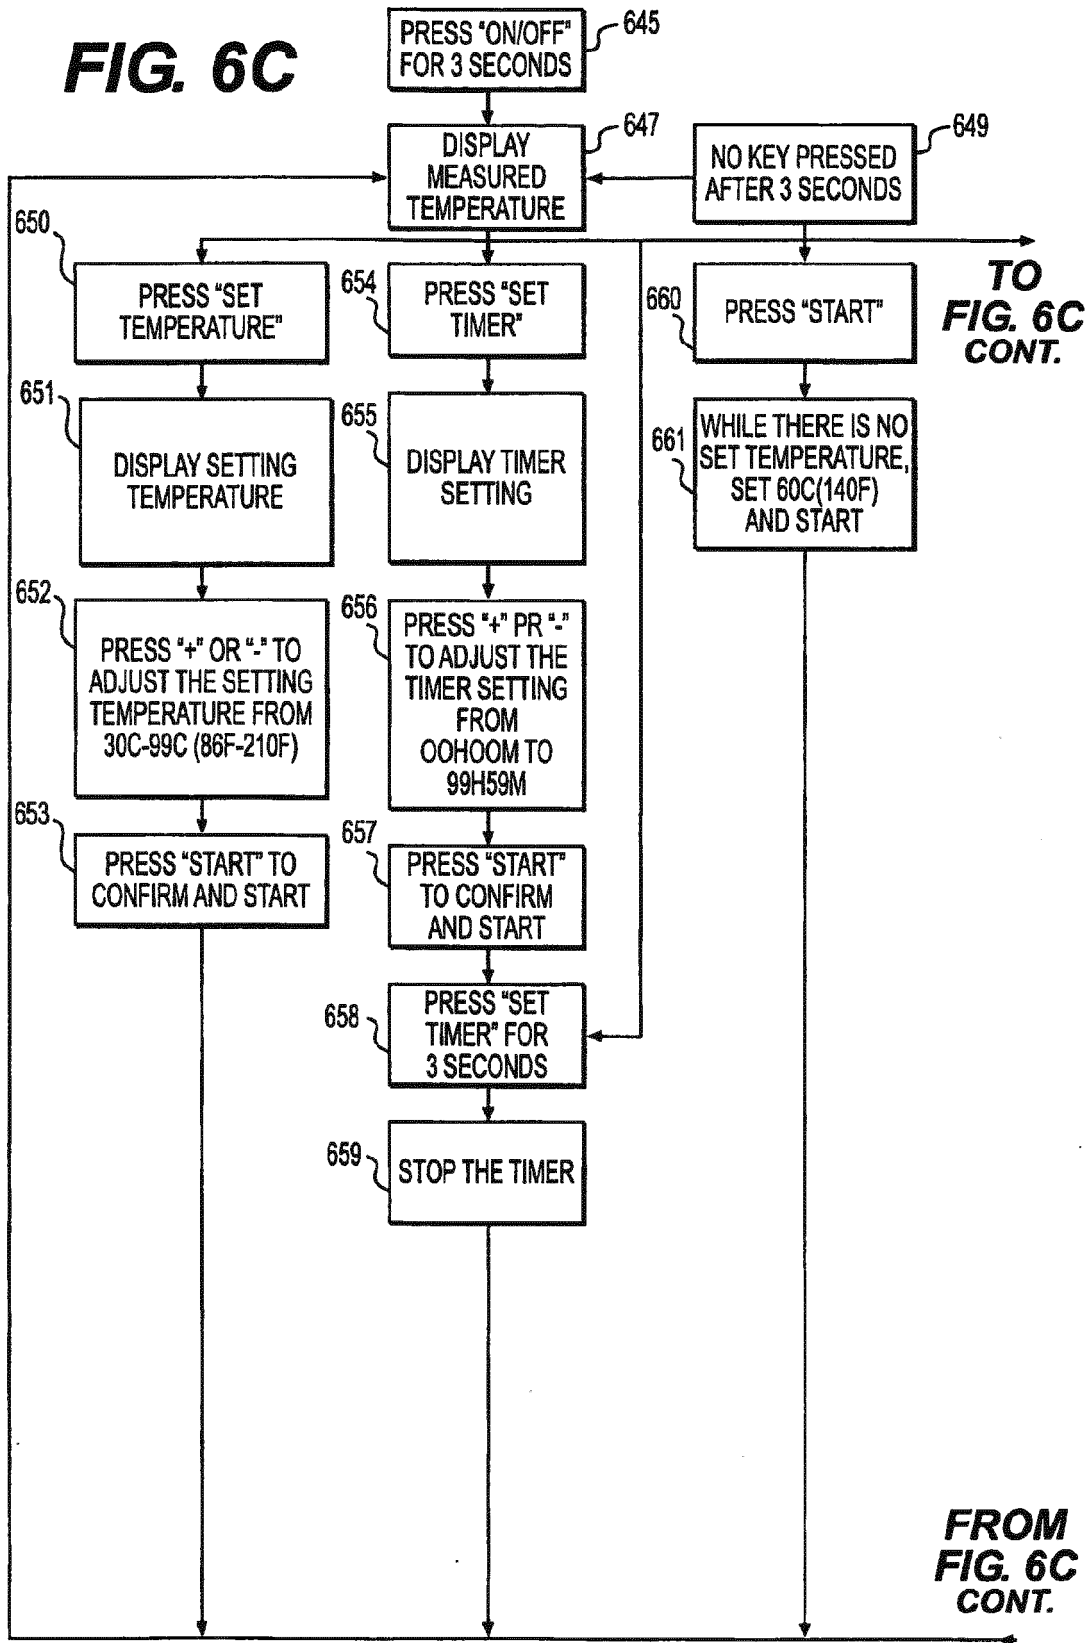 FIG. 6C
PRESS “ON/OFF”
FOR 3 SECONDS
645
DISPLAY
MEASURED
TEMPERATURE
647
NO KEY PRESSED
AFTER 3 SECONDS
649
TO
FIG. 6C
CONT.
650
PRESS “SET
TEMPERATURE”
654
PRESS “SET
TIMER”
660
PRESS “START”
651
DISPLAY SETTING
TEMPERATURE
655
DISPLAY TIMER
SETTING
661
WHILE THERE IS NO
SET TEMPERATURE,
SET 60C(140F)
AND START
652
PRESS “+” OR “-” TO
ADJUST THE SETTING
TEMPERATURE FROM
30C-99C (86F-210F)
656
PRESS “+” PR “-”
TO ADJUST THE
TIMER SETTING
FROM
OOHOOM TO
99H59M
653
PRESS “START” TO
CONFIRM AND START
657
PRESS “START”
TO CONFIRM
AND START
658
PRESS “SET
TIMER” FOR
3 SECONDS
659
STOP THE TIMER
FROM
FIG. 6C
CONT.